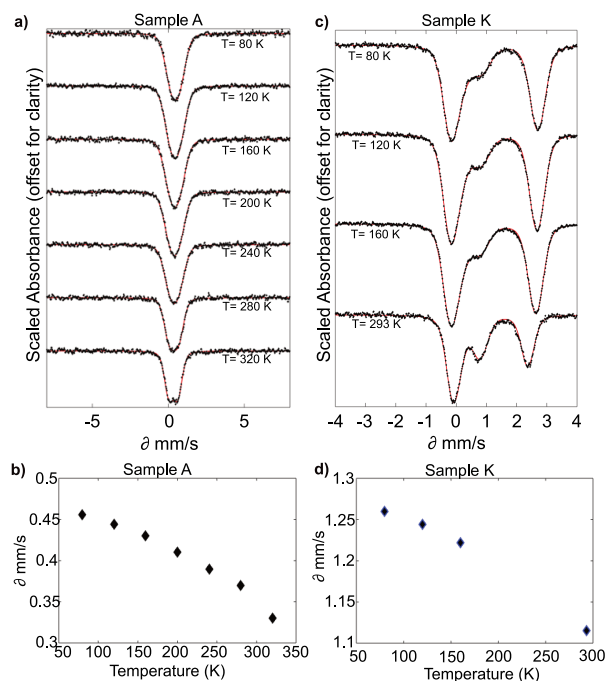 a)
Sample A
Scaled Absorbance (offset for clarity)
T= 80 K
T= 120 K
T= 160 K
T= 200 K
T= 240 K
T= 280 K
T= 320 K
-5 0 5
∂ mm/s
c)
Sample K
Scaled Absorbance (offset for clarity)
T= 80 K
T= 120 K
T= 160 K
T= 293 K
-4 -3 -2 -1 0 1 2 3 4
∂ mm/s
b)
Sample A
∂ mm/s
0.5
0.45
0.4
0.35
0.3
50 100 150 200 250 300 350
Temperature (K)
d)
Sample K
∂ mm/s
1.3
1.25
1.2
1.15
1.1
50 100 150 200 250 300
Temperature (K)